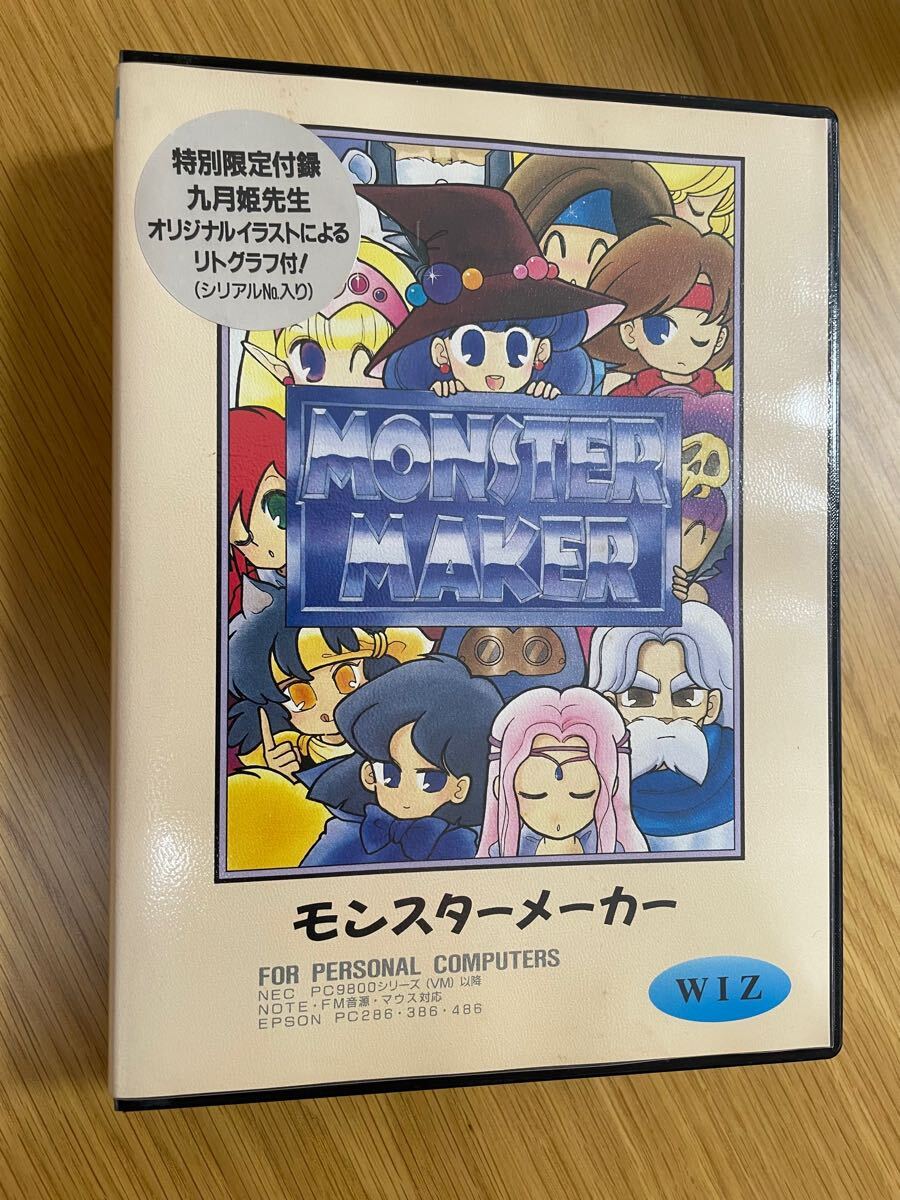 特別限定付録
九月姫先生
オリジナルイラストによる
リトグラフ付!
(シリアルNo.入り)
MONSTER
MAKER
モンスターメーカー
FOR PERSONAL COMPUTERS
NEC PC9800シリーズ(VM)以降
NOTE・FM音源・マウス対応
EPSON PC286・386・486
WIZ